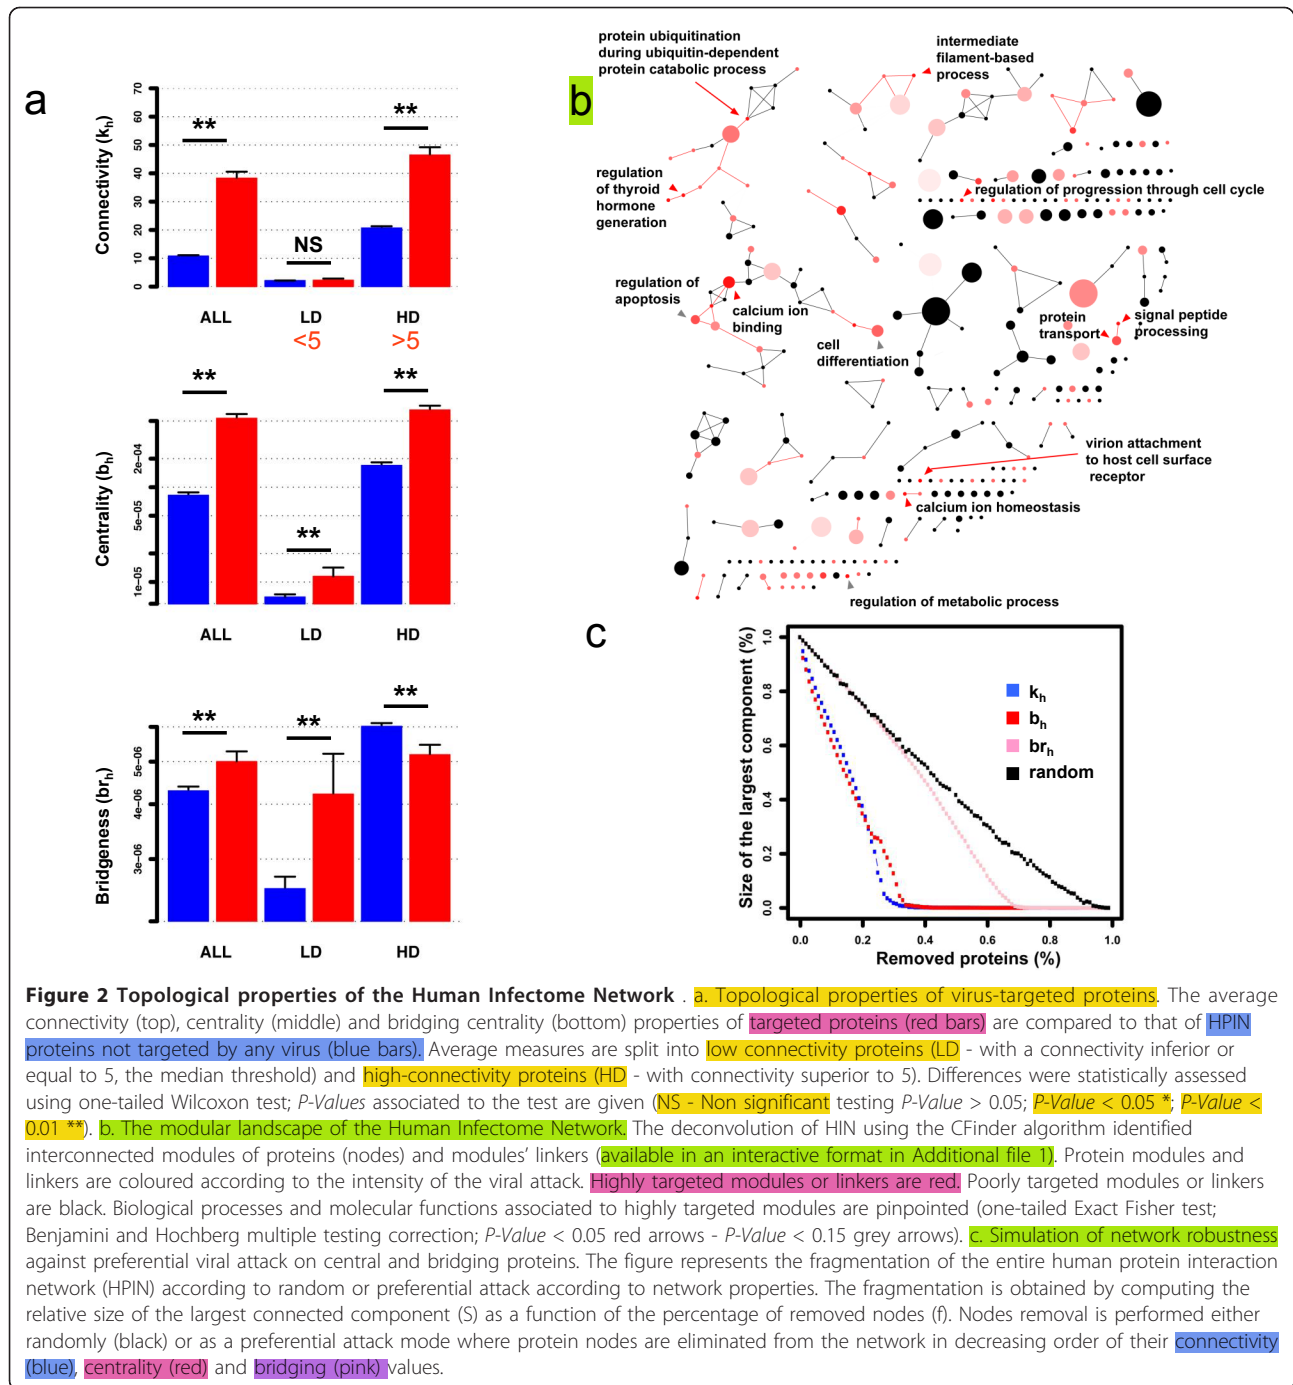 a
70
60
50
40
30
20
10
0
Connectivity (kh)
**
NS
**
ALL
LD
HD
<5
>5
2e−04
5e−05
1e−05
Centrality (bh)
**
**
**
ALL
LD
HD
5e−06
4e−06
3e−06
Bridgeness (brh)
**
**
**
ALL
LD
HD
b
protein ubiquitination
during ubiquitin-dependent
protein catabolic process
intermediate
filament-based
process
regulation
of thyroid
hormone
generation
regulation of progression through cell cycle
regulation of
apoptosis
calcium ion
binding
cell
differentiation
protein
transport
signal peptide
processing
virion attachment
to host cell surface
receptor
calcium ion homeostasis
regulation of metabolic process
c
Size of the largest component (%)
1.0
0.8
0.6
0.4
0.2
0.0
kh
bh
brh
random
0.0 0.2 0.4 0.6 0.8 1.0
Removed proteins (%)
Figure 2 Topological properties of the Human Infectome Network . a. Topological properties of virus-targeted proteins. The average
connectivity (top), centrality (middle) and bridging centrality (bottom) properties of targeted proteins (red bars) are compared to that of HPIN
proteins not targeted by any virus (blue bars). Average measures are split into low connectivity proteins (LD - with a connectivity inferior or
equal to 5, the median threshold) and high-connectivity proteins (HD - with connectivity superior to 5). Differences were statistically assessed
using one-tailed Wilcoxon test; P-Values associated to the test are given (NS - Non significant testing P-Value > 0.05; P-Value < 0.05 *; P-Value <
0.01 **). b. The modular landscape of the Human Infectome Network. The deconvolution of HIN using the CFinder algorithm identified
interconnected modules of proteins (nodes) and modules' linkers (available in an interactive format in Additional file 1). Protein modules and
linkers are coloured according to the intensity of the viral attack. Highly targeted modules or linkers are red. Poorly targeted modules or linkers
are black. Biological processes and molecular functions associated to highly targeted modules are pinpointed (one-tailed Exact Fisher test;
Benjamini and Hochberg multiple testing correction; P-Value < 0.05 red arrows - P-Value < 0.15 grey arrows). c. Simulation of network robustness
against preferential viral attack on central and bridging proteins. The figure represents the fragmentation of the entire human protein interaction
network (HPIN) according to random or preferential attack according to network properties. The fragmentation is obtained by computing the
relative size of the largest connected component (S) as a function of the percentage of removed nodes (f). Nodes removal is performed either
randomly (black) or as a preferential attack mode where protein nodes are eliminated from the network in decreasing order of their connectivity
(blue), centrality (red) and bridging (pink) values.